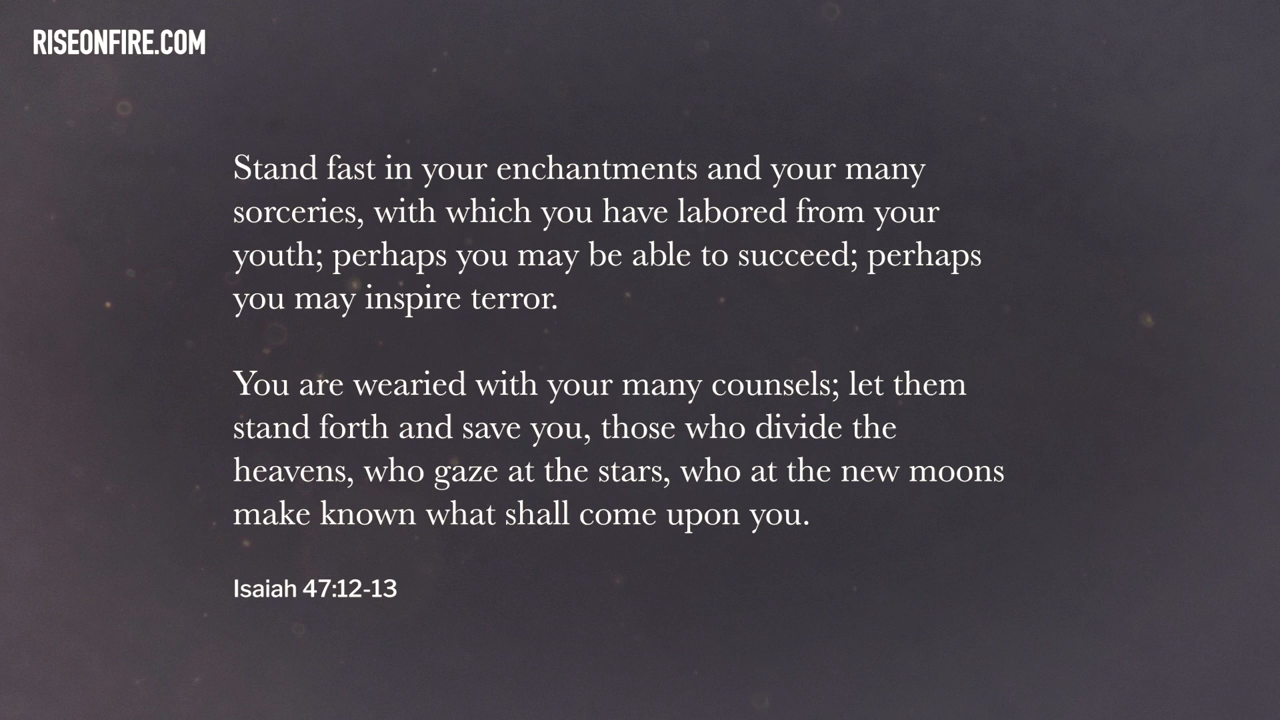 RISEONFIRE.COM
Stand fast in your enchantments and your many
sorceries, with which you have labored from your
youth; perhaps you may be able to succeed; perhaps
you may inspire terror.
You are wearied with your many counsels; let them
stand forth and save you, those who divide the
heavens, who gaze at the stars, who at the new moons
make known what shall come upon you.
Isaiah 47:12-13